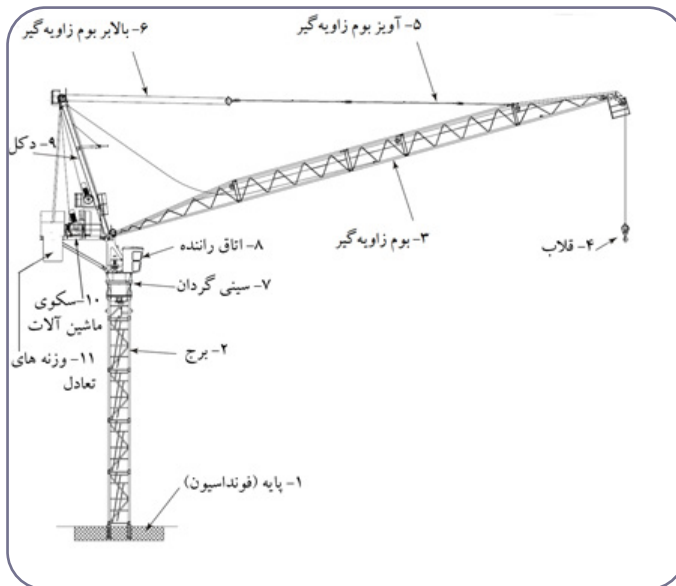 ۶- بالابر بوم زاویه‌گیر
۵- آویز بوم زاویه‌گیر
۹- دکل
۳- بوم زاویه‌گیر
۴- قلاب
۸- اتاق راننده
۷- سینی گردان
۱۰- سکوی
ماشین آلات
۲- برج
۱۱- وزنه های
تعادل
۱- پایه (فونداسیون)